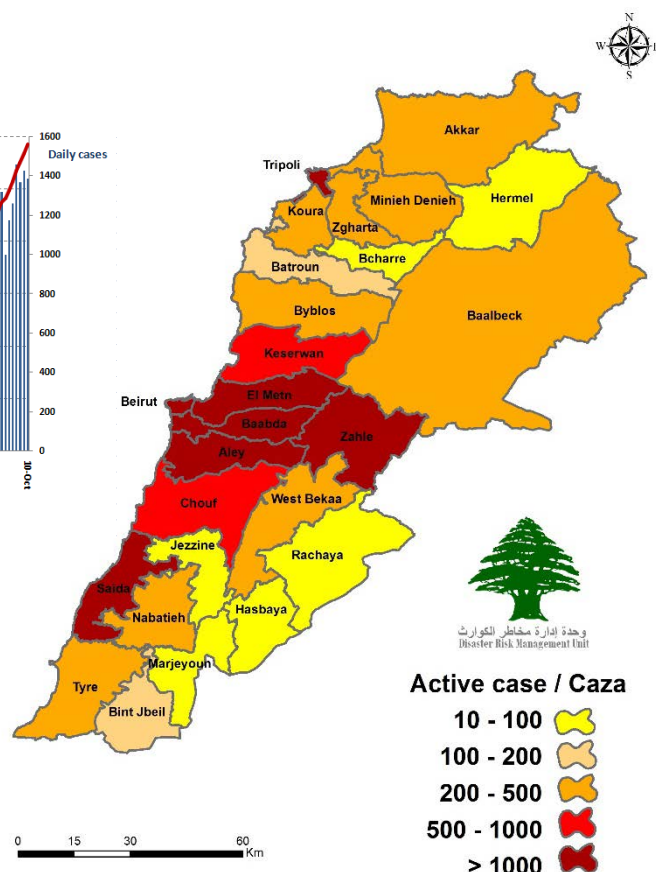 N
W
E
S
1600
Daily cases
1400
1200
1000
800
600
400
200
0
10-Oct
Akkar
Tripoli
Hermel
Minieh Denieh
Koura
Zgharta
Bcharre
Batroun
Byblos
Baalbeck
Keserwan
El Metn
Beirut
Baabda
Zahle
Aley
Chouf
West Bekaa
Jezzine
Rachaya
Saida
Hasbaya
Nabatieh
Marjeyoun
Tyre
Bint Jbeil
وحدة إدارة مخاطر الكوارث
Disaster Risk Management Unit
Active case / Caza
10 - 100
100 - 200
200 - 500
500 - 1000
> 1000
0 15 30 60
Km